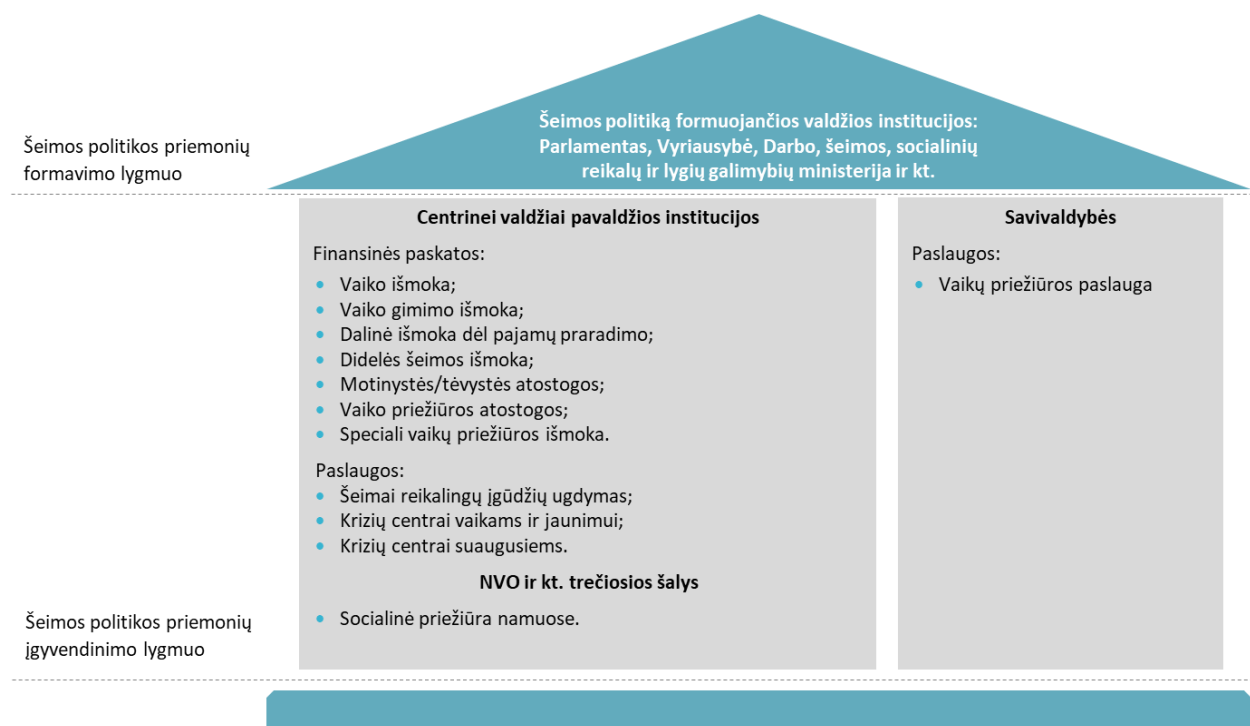 Šeimos politiką formuojančios valdžios institucijos:
Parlamentas, Vyriausybė, Darbo, šeimos, socialinių
reikalų ir lygių galimybių ministerija ir kt.
Šeimos politikos priemonių
formavimo lygmuo
Centrinei valdžiai pavaldžios institucijos
Finansinės paskatos:
• Vaiko išmoka;
• Vaiko gimimo išmoka;
• Dalinė išmoka dėl pajamų praradimo;
• Didelės šeimos išmoka;
• Motinystės/tėvystės atostogos;
• Vaiko priežiūros atostogos;
• Speciali vaikų priežiūros išmoka.
Paslaugos:
• Šeimai reikalingų įgūdžių ugdymas;
• Krizių centrai vaikams ir jaunimui;
• Krizių centrai suaugusiems.
NVO ir kt. trečiosios šalys
• Socialinė priežiūra namuose.
Savivaldybės
Paslaugos:
• Vaikų priežiūros paslauga
Šeimos politikos priemonių
įgyvendinimo lygmuo